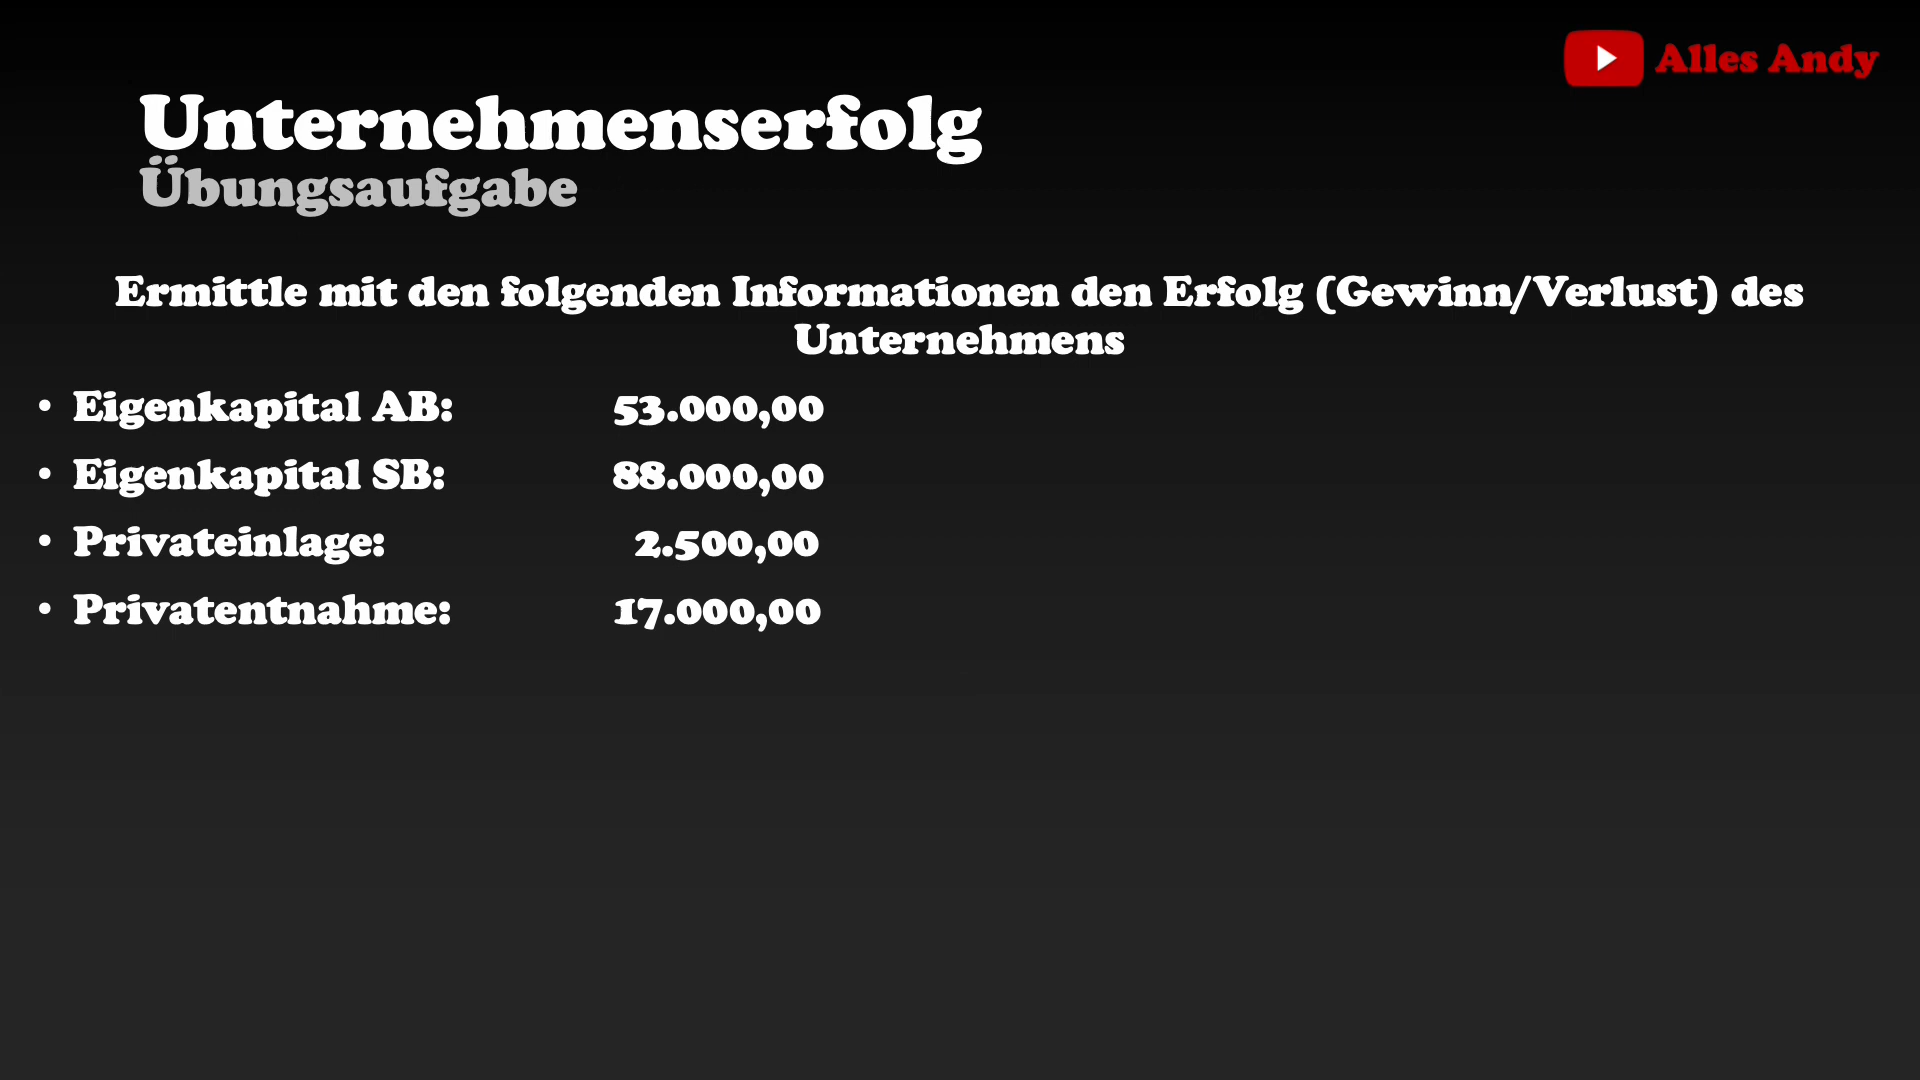 Alles Andy
Unternehmenserfolg
Übungsaufgabe
Ermittle mit den folgenden Informationen den Erfolg (Gewinn/Verlust) des
Unternehmens
• Eigenkapital AB: 53.000,00
• Eigenkapital SB: 88.000,00
• Privateinlage: 2.500,00
• Privatentnahme: 17.000,00